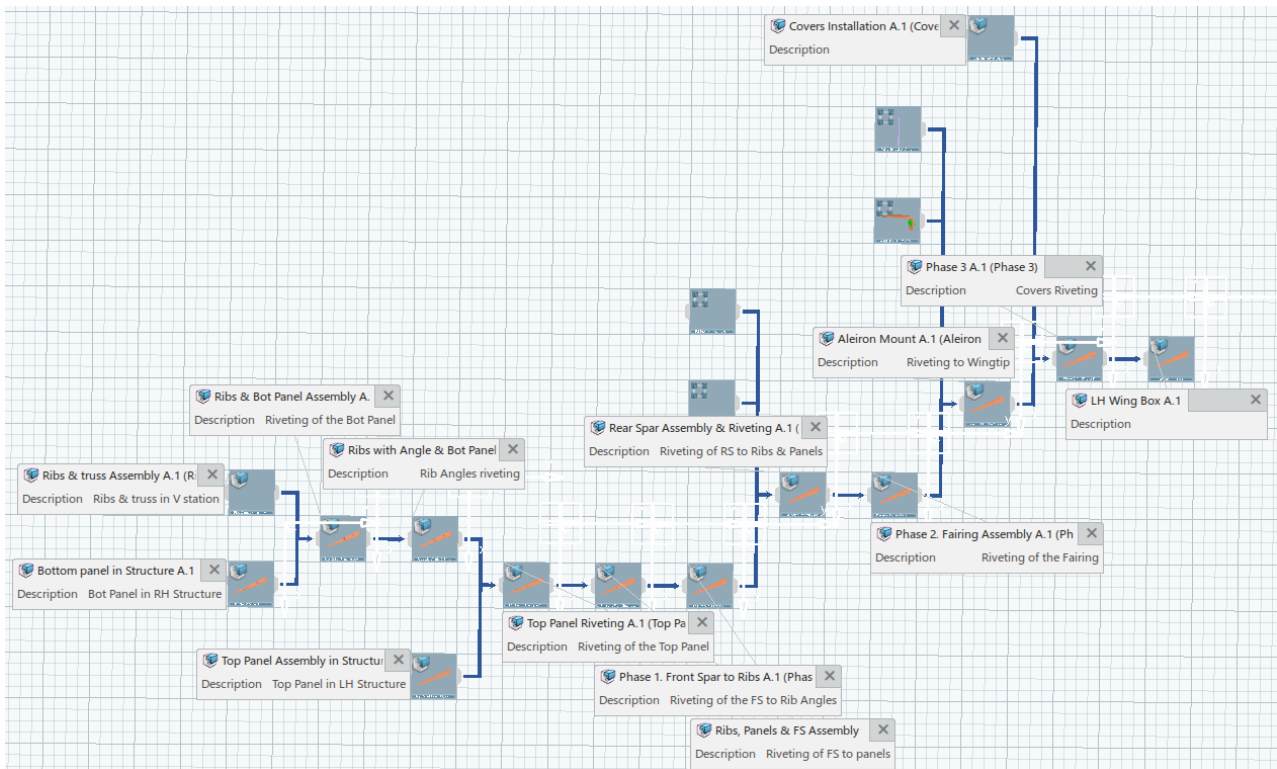 Covers Installation A.1 (Cove
Description
Phase 3 A.1 (Phase 3)
Description Covers Riveting
Aleiron Mount A.1 (Aleiron
Description Riveting to Wingtip
LH Wing Box A.1
Description
Ribs & Bot Panel Assembly A.
Description Riveting of the Bot Panel
Rear Spar Assembly & Riveting A.1 (
Description Riveting of RS to Ribs & Panels
Ribs with Angle & Bot Panel
Description Rib Angles riveting
Ribs & truss Assembly A.1 (Ri
Description Ribs & truss in V station
Phase 2. Fairing Assembly A.1 (Ph
Description Riveting of the Fairing
Bottom panel in Structure A.1
Description Bot Panel in RH Structure
Top Panel Riveting A.1 (Top Pa
Description Riveting of the Top Panel
Top Panel Assembly in Structur
Description Top Panel in LH Structure
Phase 1. Front Spar to Ribs A.1 (Phas
Description Riveting of the FS to Rib Angles
Ribs, Panels & FS Assembly
Description Riveting of FS to panels